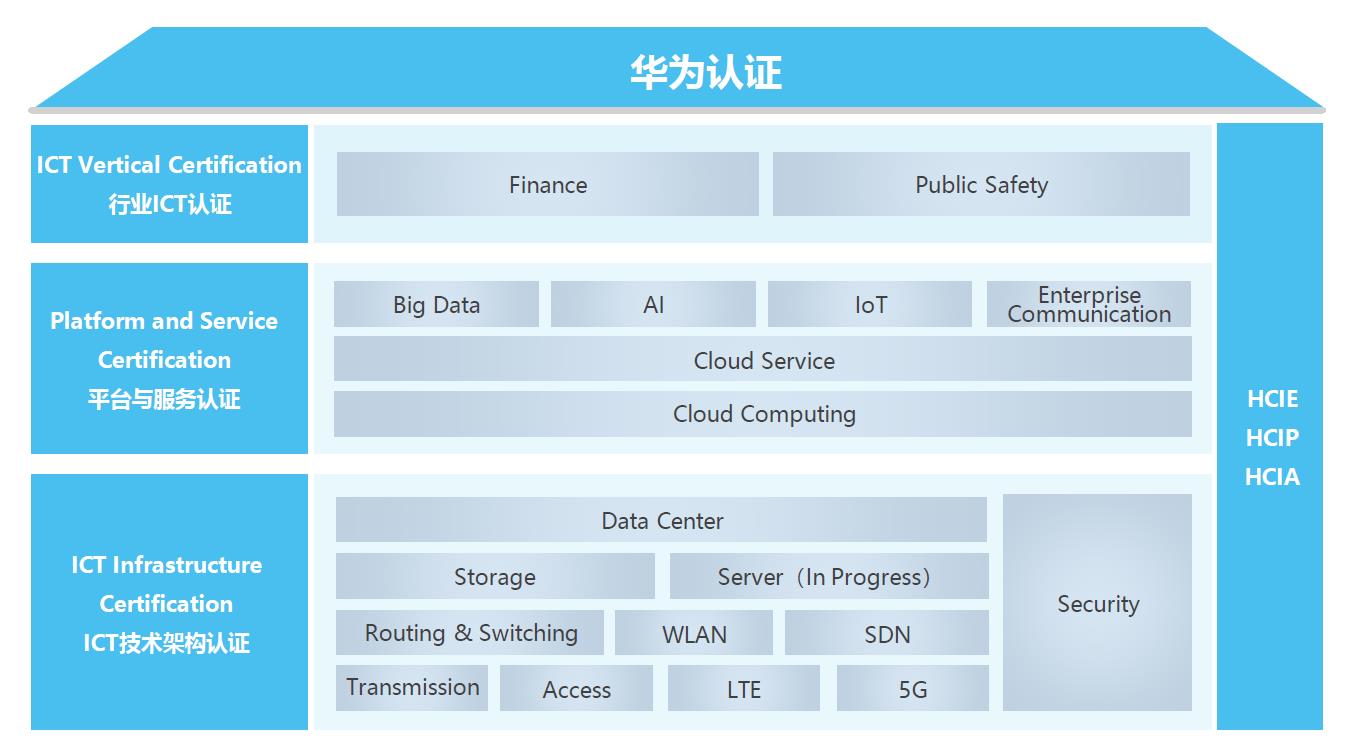 华为认证
ICT Vertical Certification
行业ICT认证
Finance
Public Safety
Platform and Service
Certification
平台与服务认证
Big Data
AI
IoT
Enterprise
Communication
Cloud Service
Cloud Computing
ICT Infrastructure
Certification
ICT技术架构认证
Data Center
Storage
Server（In Progress）
Routing & Switching
WLAN
SDN
Transmission
Access
LTE
5G
Security
HCIE
HCIP
HCIA